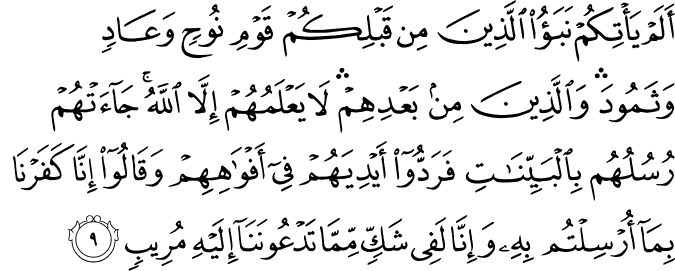 أَلَمْ يَأْتِكُمْ نَبَؤُا۟ ٱلَّذِينَ مِن قَبْلِكُمْ قَوْمِ نُوحٍ وَعَادٍ
وَثَمُودَ ۛ وَٱلَّذِينَ مِنۢ بَعْدِهِمْ ۛ لَا يَعْلَمُهُمْ إِلَّا ٱللَّهُ ۚ جَآءَتْهُمْ
رُسُلُهُم بِٱلْبَيِّنَـٰتِ فَرَدُّوٓا۟ أَيْدِيَهُمْ فِىٓ أَفْوَٰهِهِمْ وَقَالُوٓا۟ إِنَّا كَفَرْنَا
بِمَآ أُرْسِلْتُم بِهِۦ وَإِنَّا لَفِى شَكٍّ مِّمَّا تَدْعُونَنَآ إِلَيْهِ مُرِيبٍ ٩